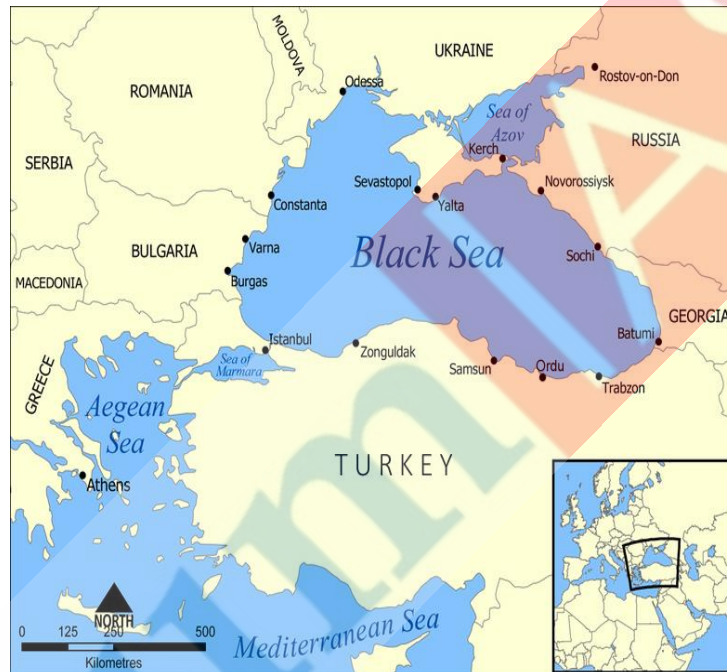 MOLDOVA
UKRAINE
ROMANIA
Odessa
Rostov-on-Don
Sea of
Azov
Kerch
RUSSIA
SERBIA
Sevastopol
Yalta
Novorossiysk
Constanta
Varna
Black Sea
Sochi
BULGARIA
Burgas
MACEDONIA
GEORGIA
Batumi
Istanbul
Zonguldak
Sea of
Marmara
Samsun
Ordu
Trabzon
GREECE
Aegean
Sea
TURKEY
Athens
NORTH
0 125 250 500
Kilometres
Mediterranean Sea